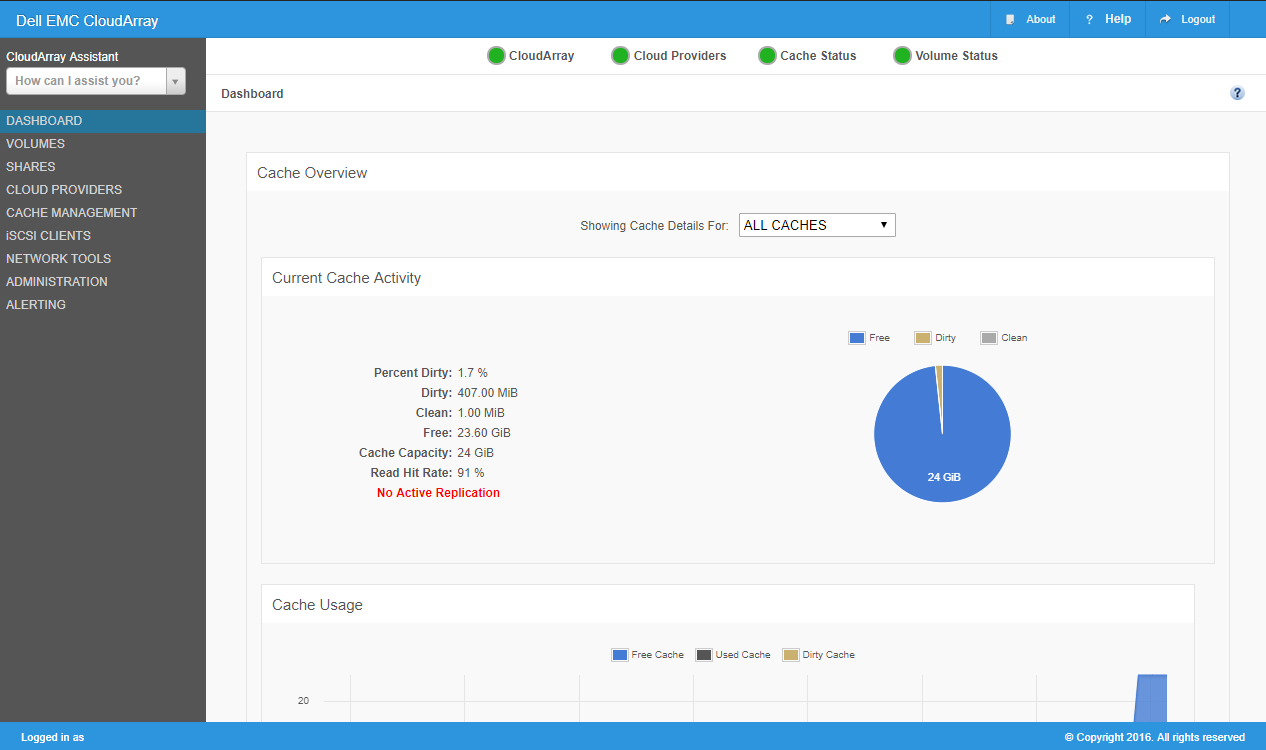 Dell EMC CloudArray
About
? Help
Logout
CloudArray Assistant
How can I assist you?
DASHBOARD
VOLUMES
SHARES
CLOUD PROVIDERS
CACHE MANAGEMENT
iSCSI CLIENTS
NETWORK TOOLS
ADMINISTRATION
ALERTING
CloudArray
Cloud Providers
Cache Status
Volume Status
Dashboard
?
Cache Overview
Showing Cache Details For: ALL CACHES
Current Cache Activity
Percent Dirty: 1.7 %
Dirty: 407.00 MiB
Clean: 1.00 MiB
Free: 23.60 GiB
Cache Capacity: 24 GiB
Read Hit Rate: 91 %
No Active Replication
Free
Dirty
Clean
24 GiB
Cache Usage
Free Cache
Used Cache
Dirty Cache
20
Logged in as
© Copyright 2016. All rights reserved